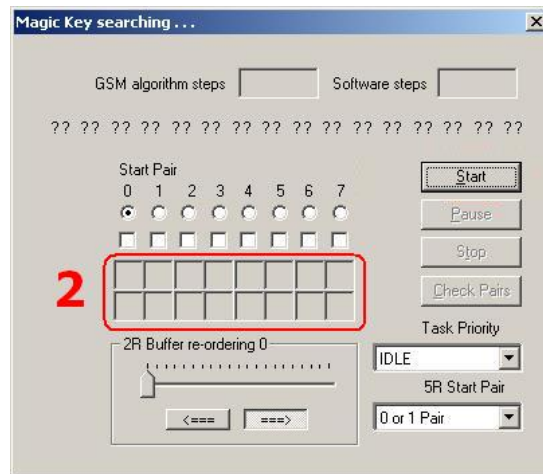 Magic Key searching . . .
GSM algorithm steps
Software steps
?? ?? ?? ?? ?? ?? ?? ?? ?? ?? ?? ?? ?? ?? ?? ??
Start Pair
0 1 2 3 4 5 6 7
2
Start
Pause
Stop
Check Pairs
Task Priority
IDLE
5R Start Pair
0 or 1 Pair
2R Buffer re-ordering 0
<=== ===>